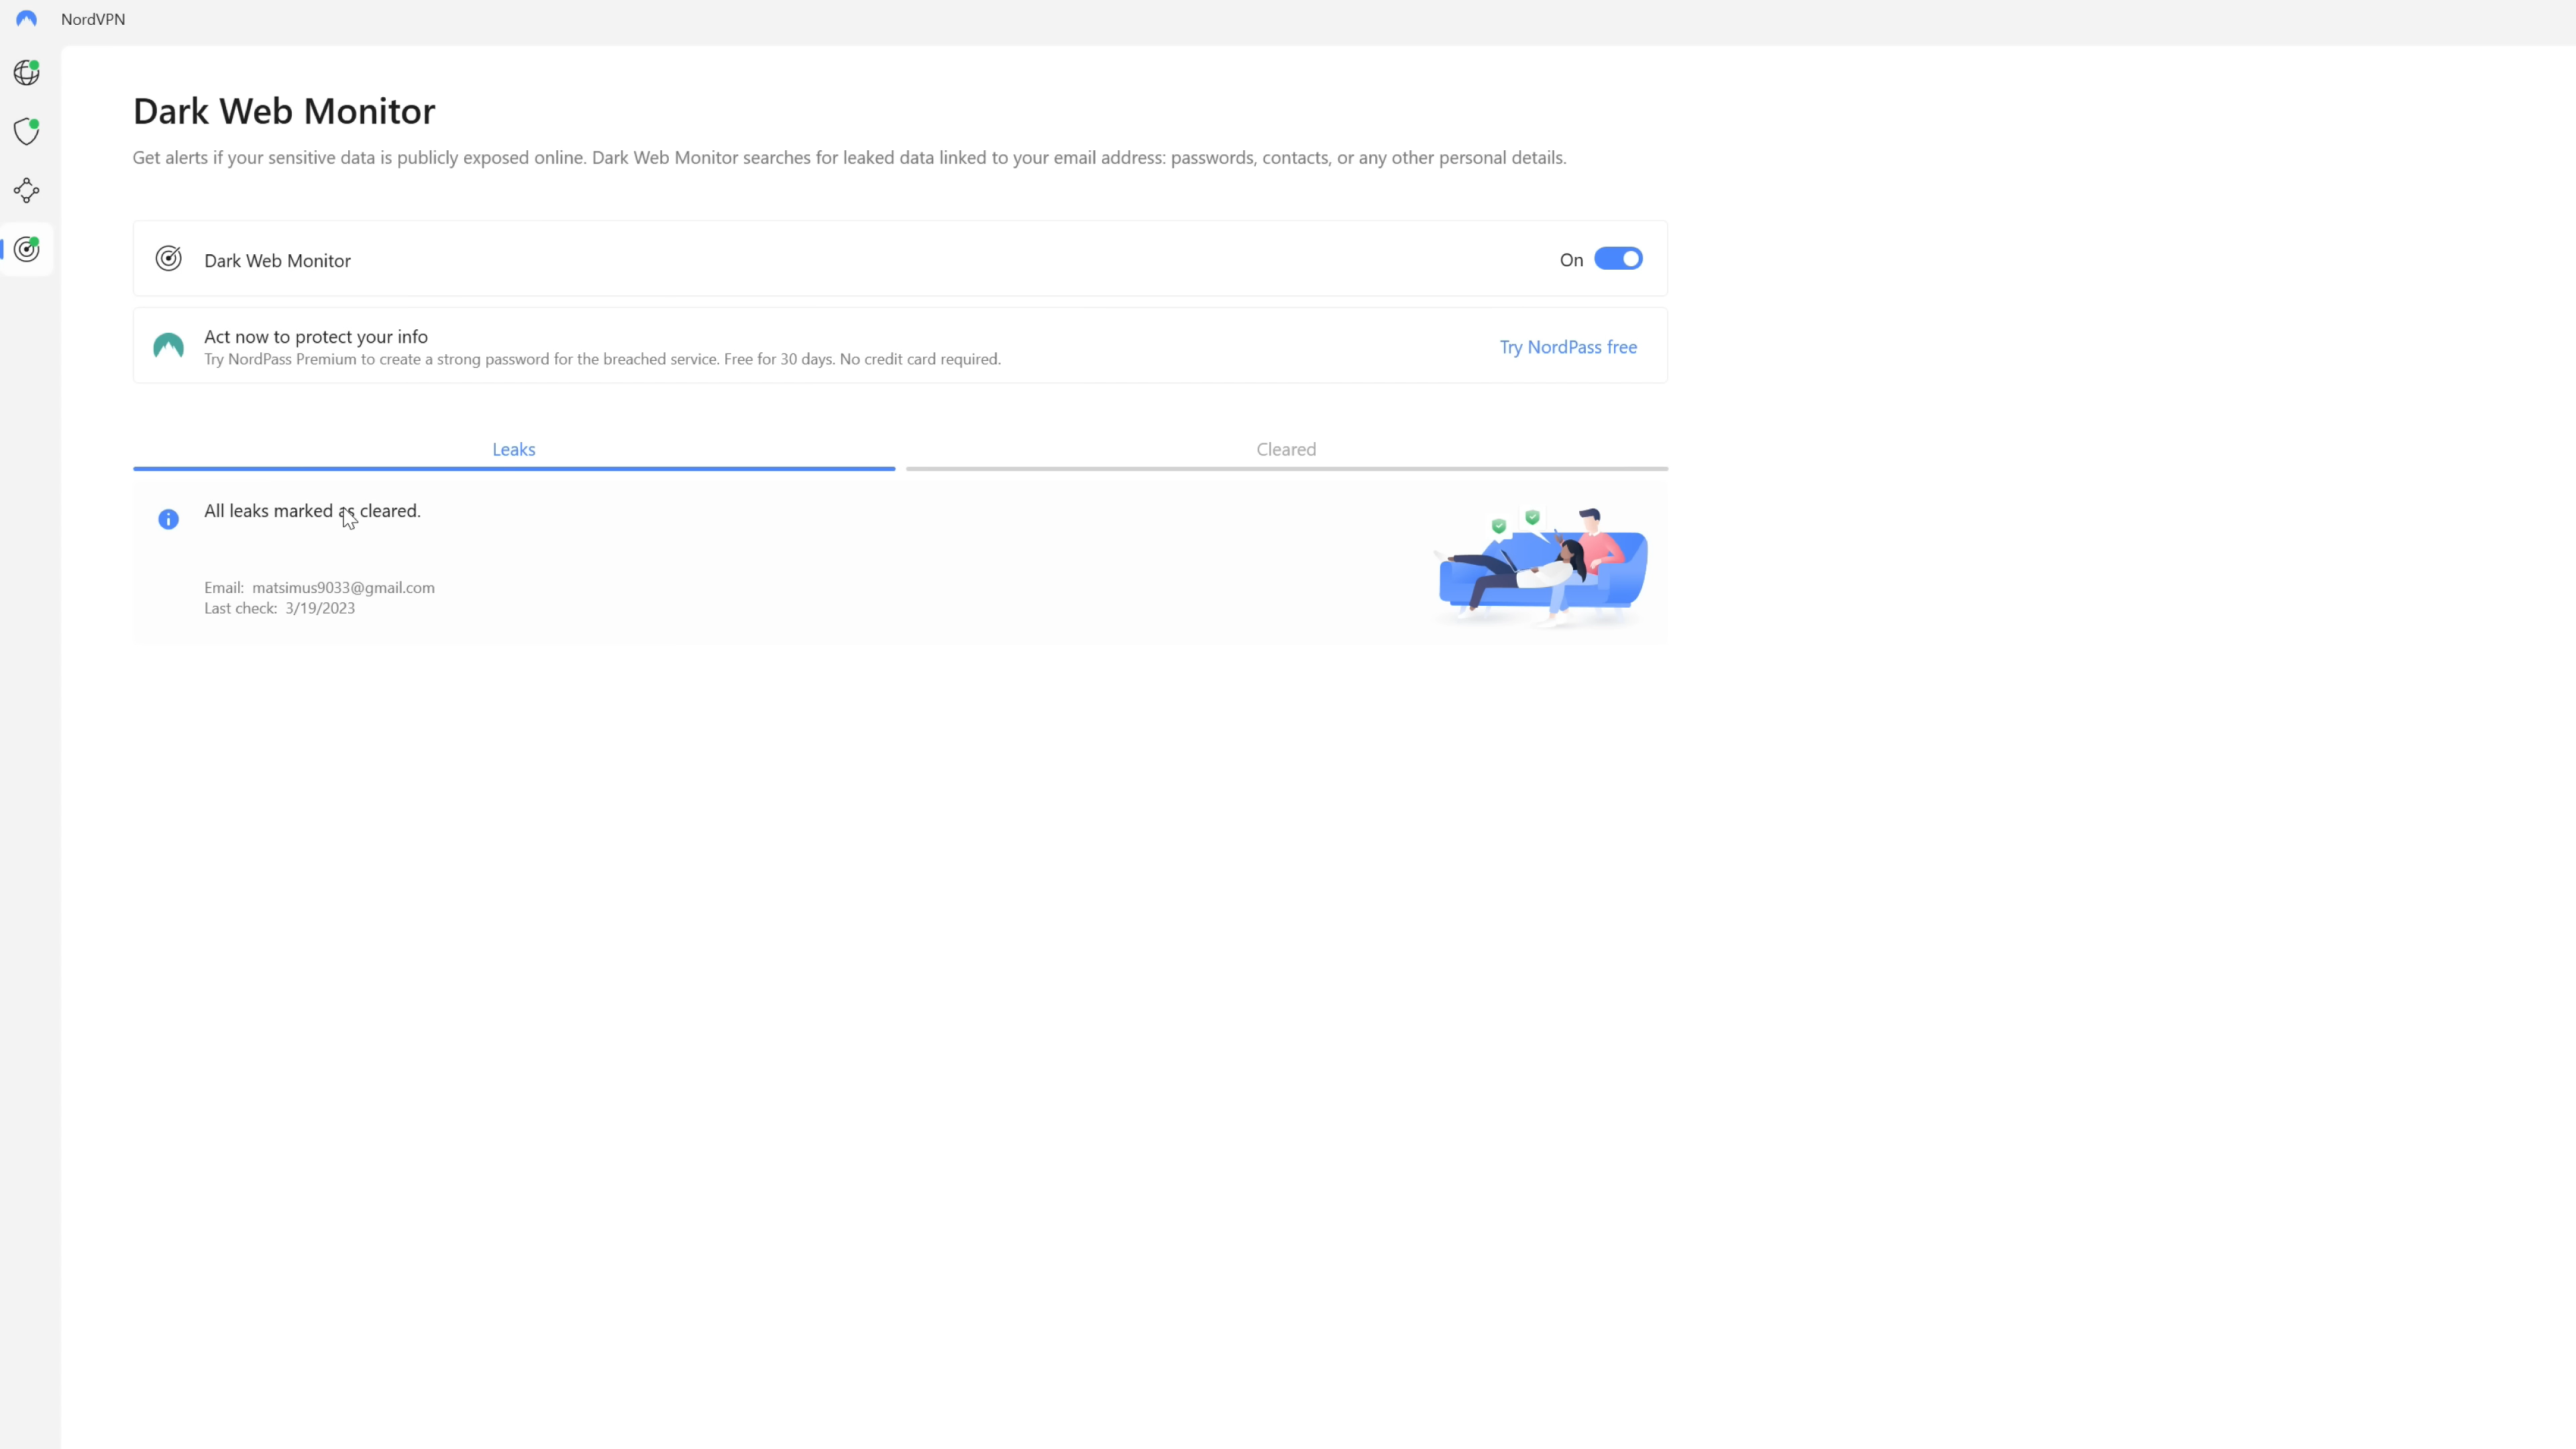 NordVPN
Dark Web Monitor
Get alerts if your sensitive data is publicly exposed online. Dark Web Monitor searches for leaked data linked to your email address: passwords, contacts, or any other personal details.
Dark Web Monitor
On
Act now to protect your info
Try NordPass Premium to create a strong password for the breached service. Free for 30 days. No credit card required.
Try NordPass free
Leaks
Cleared
All leaks marked as cleared.
Email: matsimus9033@gmail.com
Last check: 3/19/2023